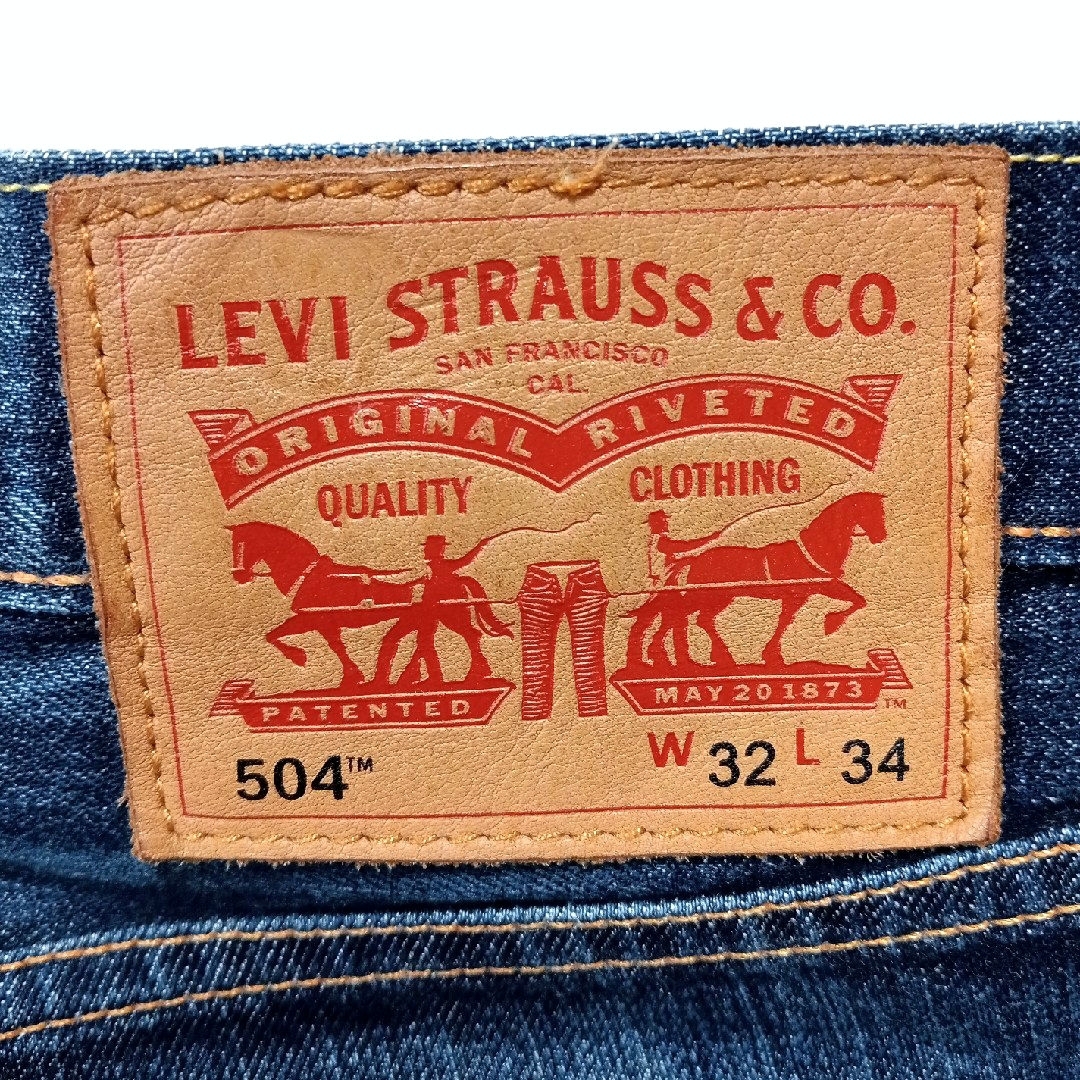 LEVI STRAUSS & CO.
SAN FRANCISCO
CAL.
ORIGINAL RIVETED
QUALITY CLOTHING
PATENTED MAY 20 1873 ™
504™ W 32 L 34